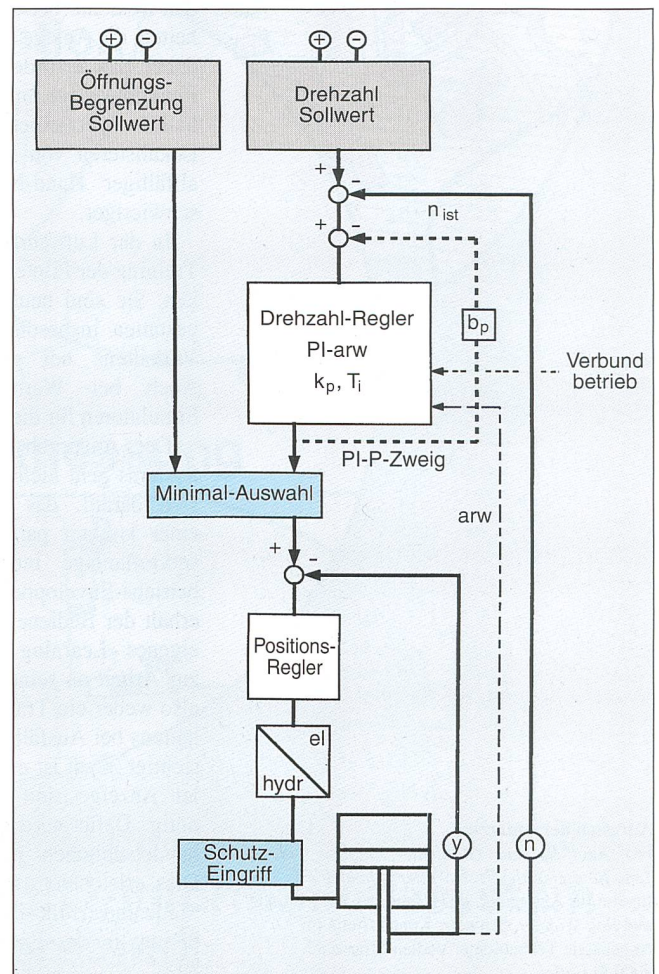 + -
+ -
Öffnungs-
Begrenzung
Sollwert
Drehzahl
Sollwert
+ -
n ist
+ -
Drehzahl-Regler
PI-arw
kp, Ti
bp
Verbund
betrieb
PI-P-Zweig
Minimal-Auswahl
arw
+ -
Positions-
Regler
el
hydr
Schutz-
Eingriff
y
n